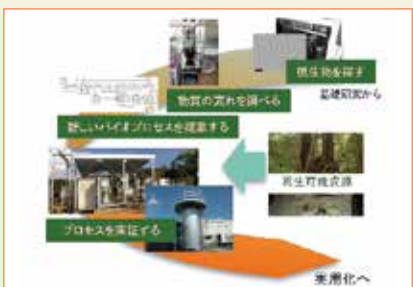 微生物を探す
基礎研究から
物質の流れを調べる
新しいバイオプロセスを提案する
再生可能資源
プロセスを実証する
実用化へ